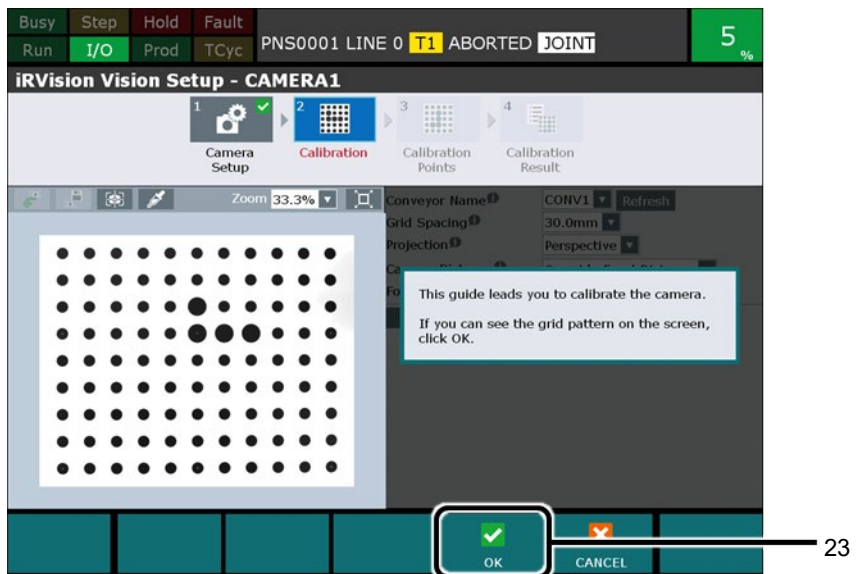 Busy Step Hold Fault
Run I/O Prod TCyc
PNS0001 LINE 0 T1 ABORTED JOINT
5 %
iRVision Vision Setup - CAMERA1
1 2 3 4
Camera Setup
Calibration
Calibration Points
Calibration Result
Zoom 33.3%
Conveyor Name CONV1 Refresh
Grid Spacing 30.0mm
Projection Perspective
This guide leads you to calibrate the camera.
If you can see the grid pattern on the screen,
click OK.
OK CANCEL
23